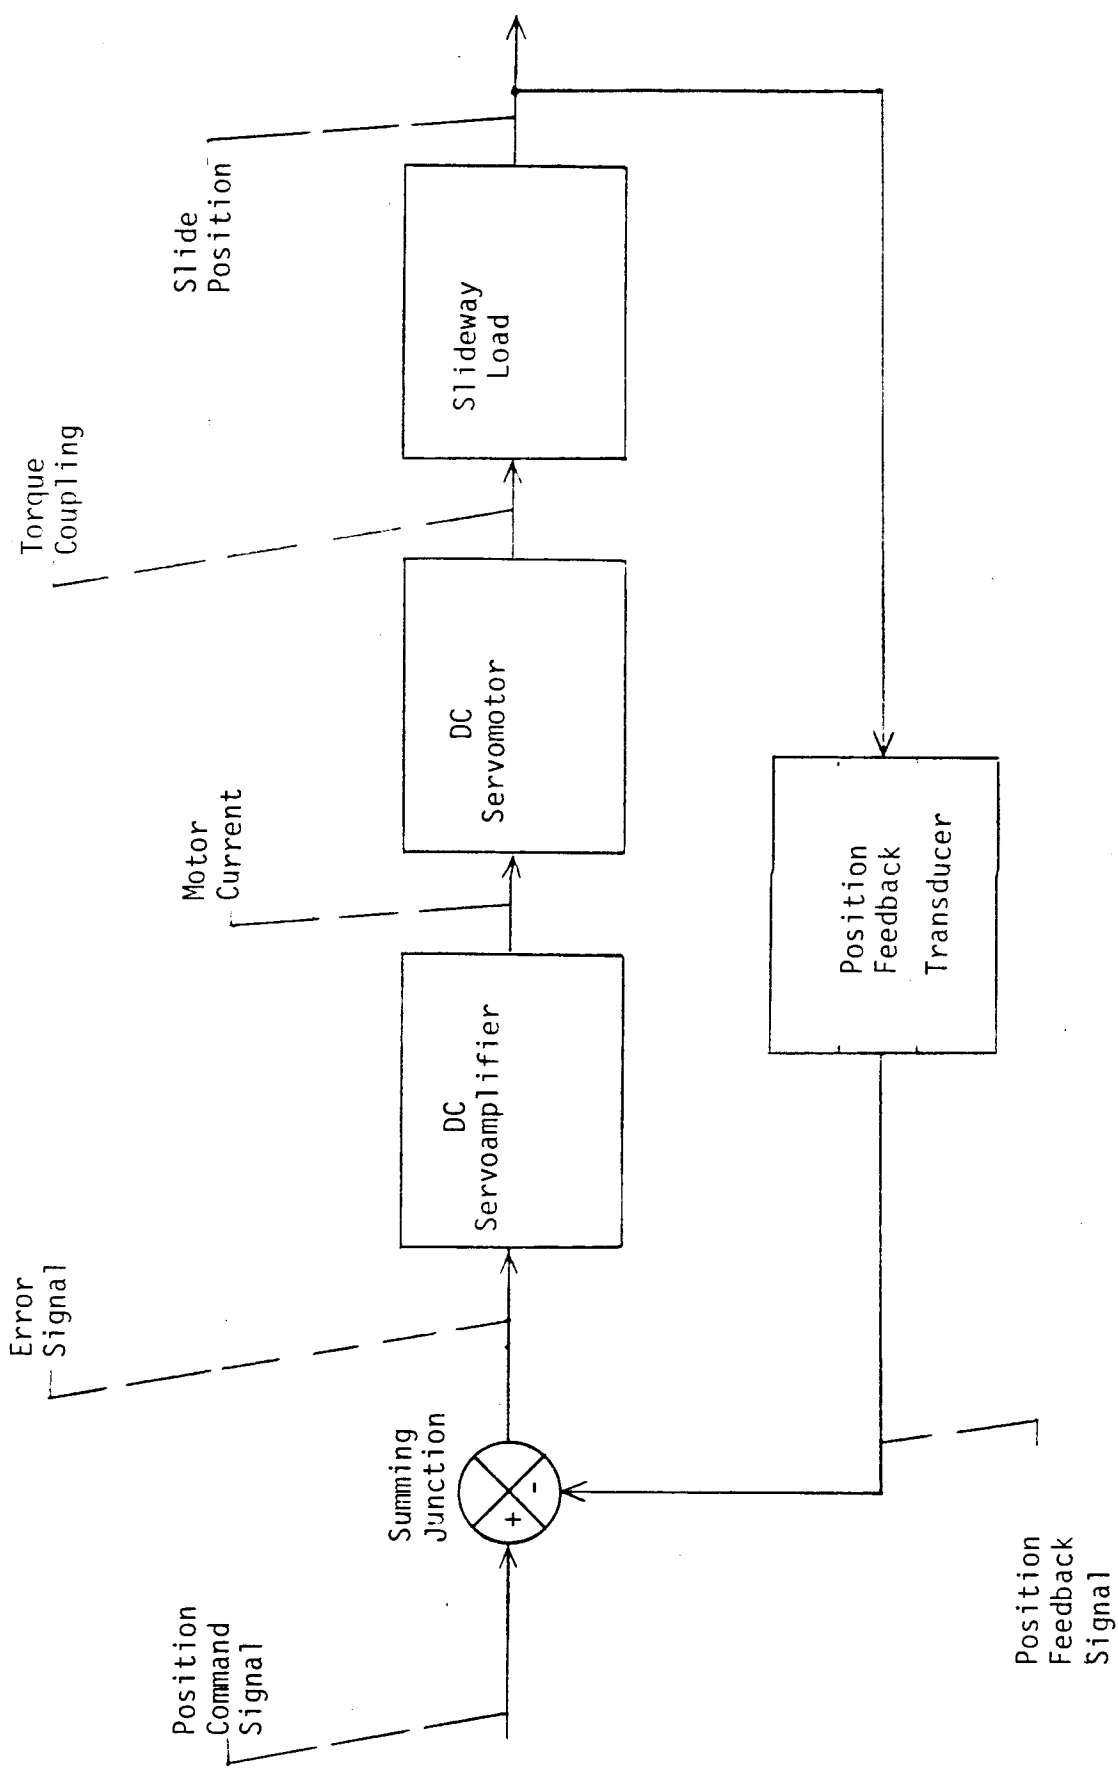 Position
Command
Signal
Summing
Junction
+
-
Error
Signal
DC
Servoamplifier
Motor
Current
DC
Servomotor
Torque
Coupling
Slideway
Load
Slide
Position
Position
Feedback
Transducer
Position
Feedback
Signal